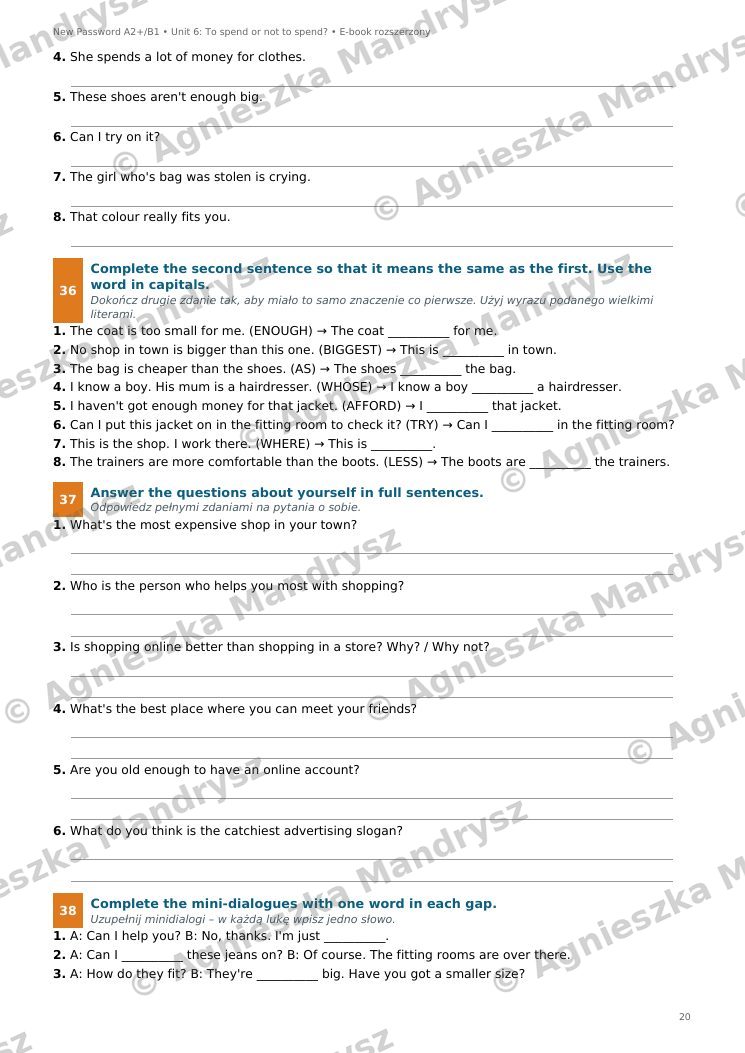 New Password A2+/B1 • Unit 6: To spend or not to spend? • E-book rozszerzony
4. She spends a lot of money for clothes.
5. These shoes aren't enough big.
6. Can I try on it?
7. The girl who's bag was stolen is crying.
8. That colour really fits you.
36
Complete the second sentence so that it means the same as the first. Use the
word in capitals.
Dokończ drugie zdanie tak, aby miało to samo znaczenie co pierwsze. Użyj wyrazu podanego wielkimi
literami.
1. The coat is too small for me. (ENOUGH) → The coat __________ for me.
2. No shop in town is bigger than this one. (BIGGEST) → This is __________ in town.
3. The bag is cheaper than the shoes. (AS) → The shoes __________ the bag.
4. I know a boy. His mum is a hairdresser. (WHOSE) → I know a boy __________ a hairdresser.
5. I haven't got enough money for that jacket. (AFFORD) → I __________ that jacket.
6. Can I put this jacket on in the fitting room to check it? (TRY) → Can I __________ in the fitting room?
7. This is the shop. I work there. (WHERE) → This is __________.
8. The trainers are more comfortable than the boots. (LESS) → The boots are __________ the trainers.
37
Answer the questions about yourself in full sentences.
Odpowiedz pełnymi zdaniami na pytania o sobie.
1. What's the most expensive shop in your town?
2. Who is the person who helps you most with shopping?
3. Is shopping online better than shopping in a store? Why? / Why not?
4. What's the best place where you can meet your friends?
5. Are you old enough to have an online account?
6. What do you think is the catchiest advertising slogan?
38
Complete the mini-dialogues with one word in each gap.
Uzupełnij minidialogi – w każdą lukę wpisz jedno słowo.
1. A: Can I help you? B: No, thanks. I'm just __________.
2. A: Can I __________ these jeans on? B: Of course. The fitting rooms are over there.
3. A: How do they fit? B: They're __________ big. Have you got a smaller size?
20
© Agnieszka Mandrysz